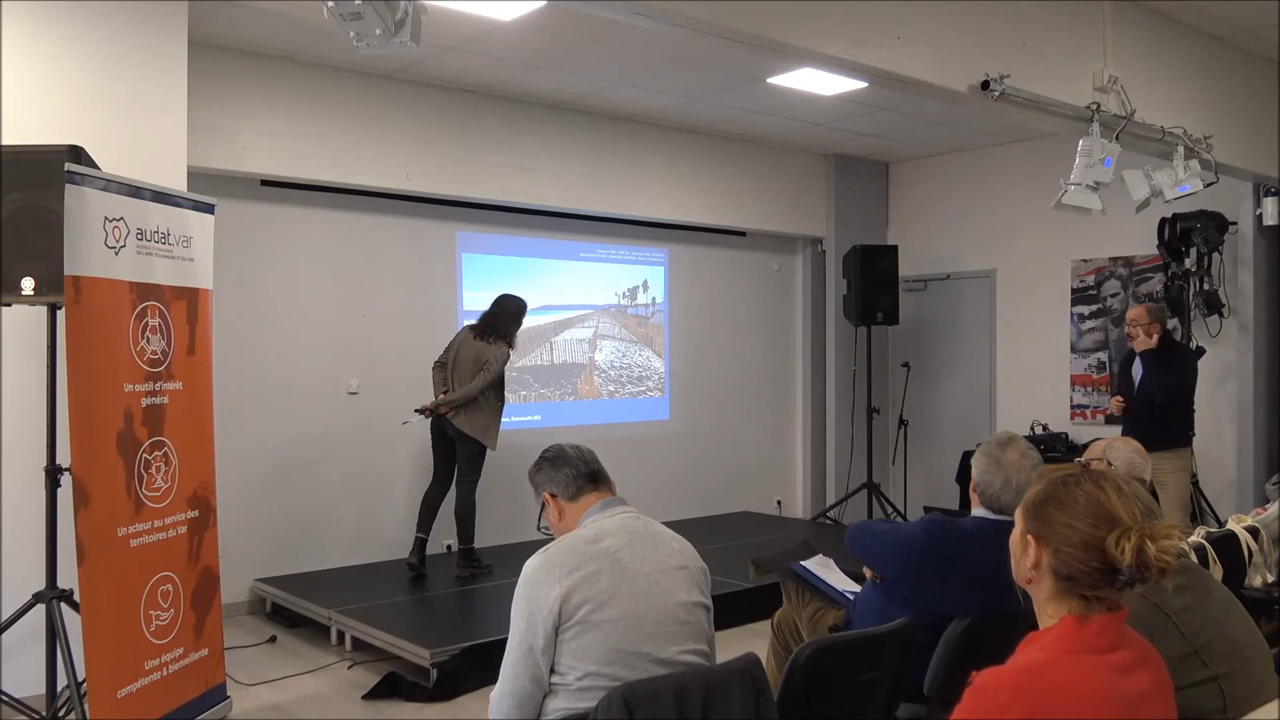 audat.var
AGENCE D'URBANISME
DE L'AIRE TOULONNAISE ET DU VAR
Un outil d'intérêt
général
Un acteur au service des
territoires du Var
Une équipe
compétente & bienveillante